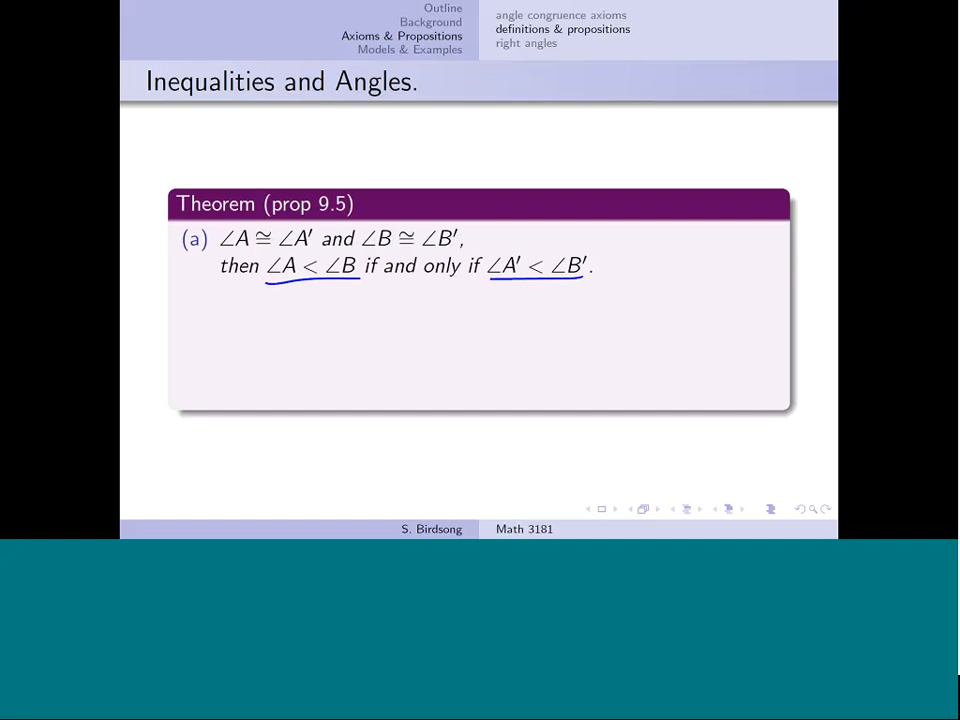 Outline
Background
Axioms & Propositions
Models & Examples
angle congruence axioms
definitions & propositions
right angles
Inequalities and Angles.
Theorem (prop 9.5)
(a) ∠A ≅ ∠A′ and ∠B ≅ ∠B′,
then ∠A < ∠B if and only if ∠A′ < ∠B′.
S. Birdsong
Math 3181